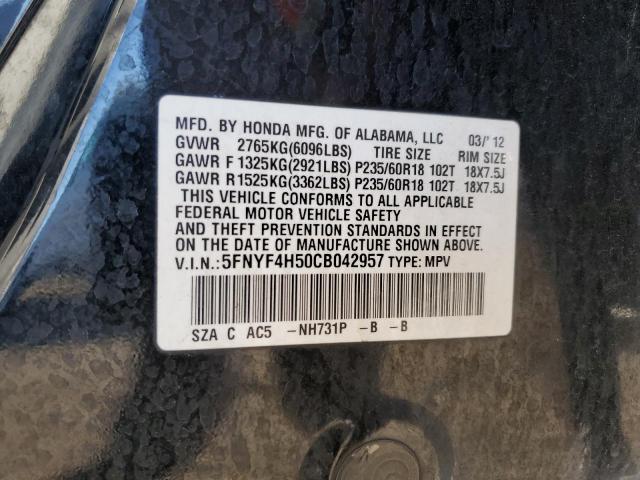 MFD. BY HONDA MFG. OF ALABAMA, LLC 03/' 12
GVWR 2765KG(6096LBS) TIRE SIZE RIM SIZE
GAWR F 1325KG(2921LBS) P235/60R18 102T 18X7.5J
GAWR R1525KG(3362LBS) P235/60R18 102T 18X7.5J
THIS VEHICLE CONFORMS TO ALL APPLICABLE
FEDERAL MOTOR VEHICLE SAFETY
AND THEFT PREVENTION STANDARDS IN EFFECT
ON THE DATE OF MANUFACTURE SHOWN ABOVE.
V.I.N.:5FNYF4H50CB042957 TYPE: MPV
SZA C AC5 -NH731P -B -B